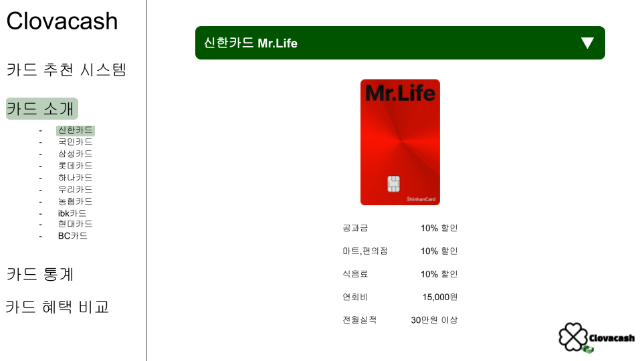 Clovacash
카드 추천 시스템
카드 소개
- 신한카드
- 국민카드
- 삼성카드
- 롯데카드
- 하나카드
- 우리카드
- 농협카드
- ibk카드
- 현대카드
- BC카드
카드 통계
카드 혜택 비교
신한카드 Mr.Life ▼
Mr.Life
ShinhanCard
공과금 10% 할인
마트,편의점 10% 할인
식음료 10% 할인
연회비 15,000원
전월실적 30만원 이상
Clovacash